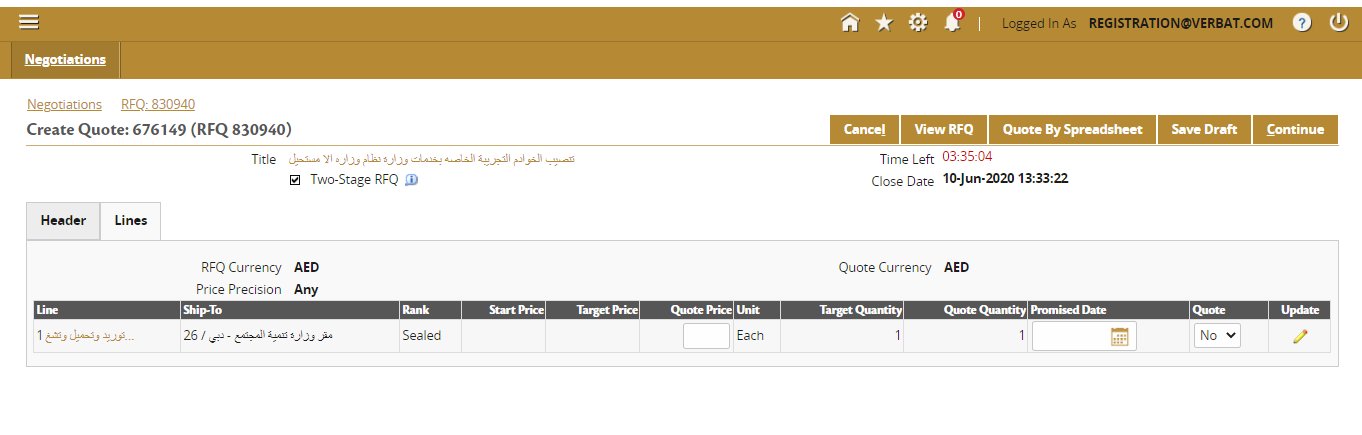 0
Logged In As REGISTRATION@VERBAT.COM ?
Negotiations
Negotiations RFQ: 830940
Create Quote: 676149 (RFQ 830940)
Cancel View RFQ Quote By Spreadsheet Save Draft Continue
Title تنصيب الخوادم التجريبية الخاصه بخدمات وزارة نظام وزاره الا مستحيل
Time Left 03:35:04
Two-Stage RFQ
Close Date 10-Jun-2020 13:33:22
Header Lines
RFQ Currency AED
Quote Currency AED
Price Precision Any
Line Ship-To Rank Start Price Target Price Quote Price Unit Target Quantity Quote Quantity Promised Date Quote Update
1 توريد وتحميل وتشغ... 26 / مقر وزارة تنمية المجتمع - دبي Sealed Each 1 1 No